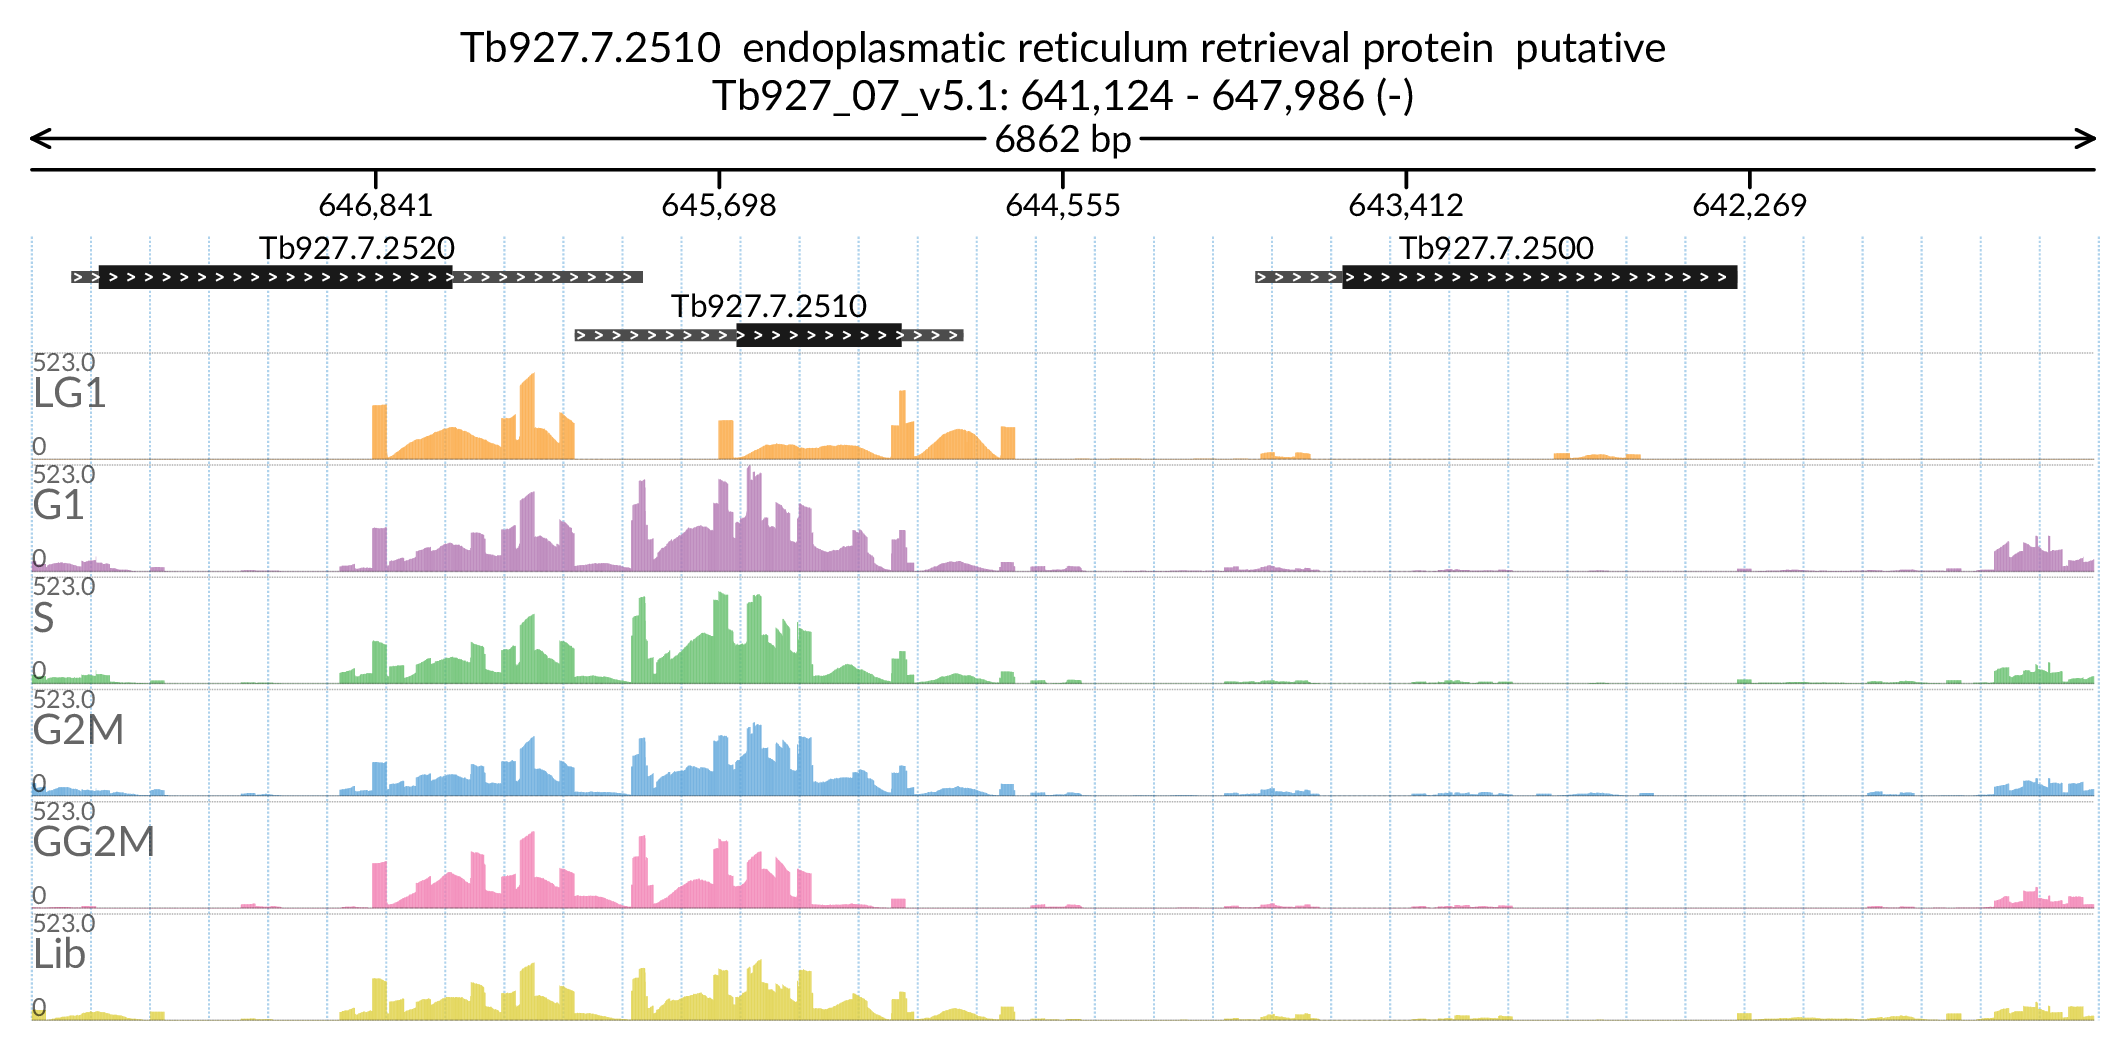 Tb927.7.2510  endoplasmatic reticulum retrieval protein  putative
Tb927_07_v5.1: 641,124 - 647,986 (-)
6862 bp
646,841 645,698 644,555 643,412 642,269
Tb927.7.2520 Tb927.7.2500
Tb927.7.2510
523.0
LG1
0
523.0
G1
0
523.0
S
0
523.0
G2M
0
523.0
GG2M
0
523.0
Lib
0